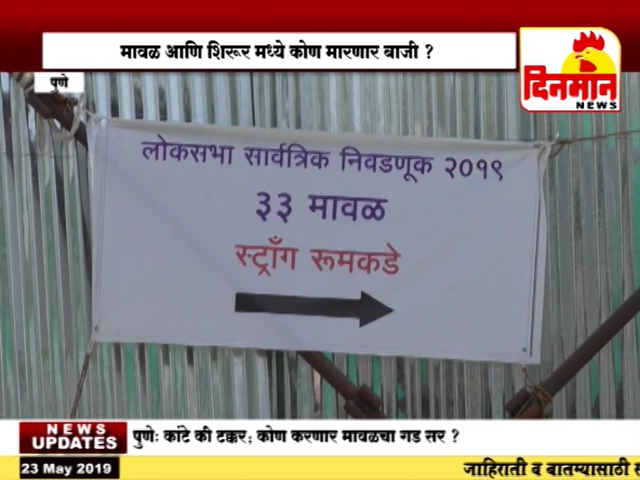 मावळ आणि शिरूर मध्ये कोण मारणार बाजी ?
पुणे
दिनमान
NEWS
लोकसभा सार्वत्रिक निवडणूक २०१९
३३ मावळ
स्ट्राँग रूमकडे
NEWS
UPDATES
पुणेः कांटे की टक्कर; कोण करणार मावळचा गड सर ?
23 May 2019
जाहिराती व बातम्यासाठी